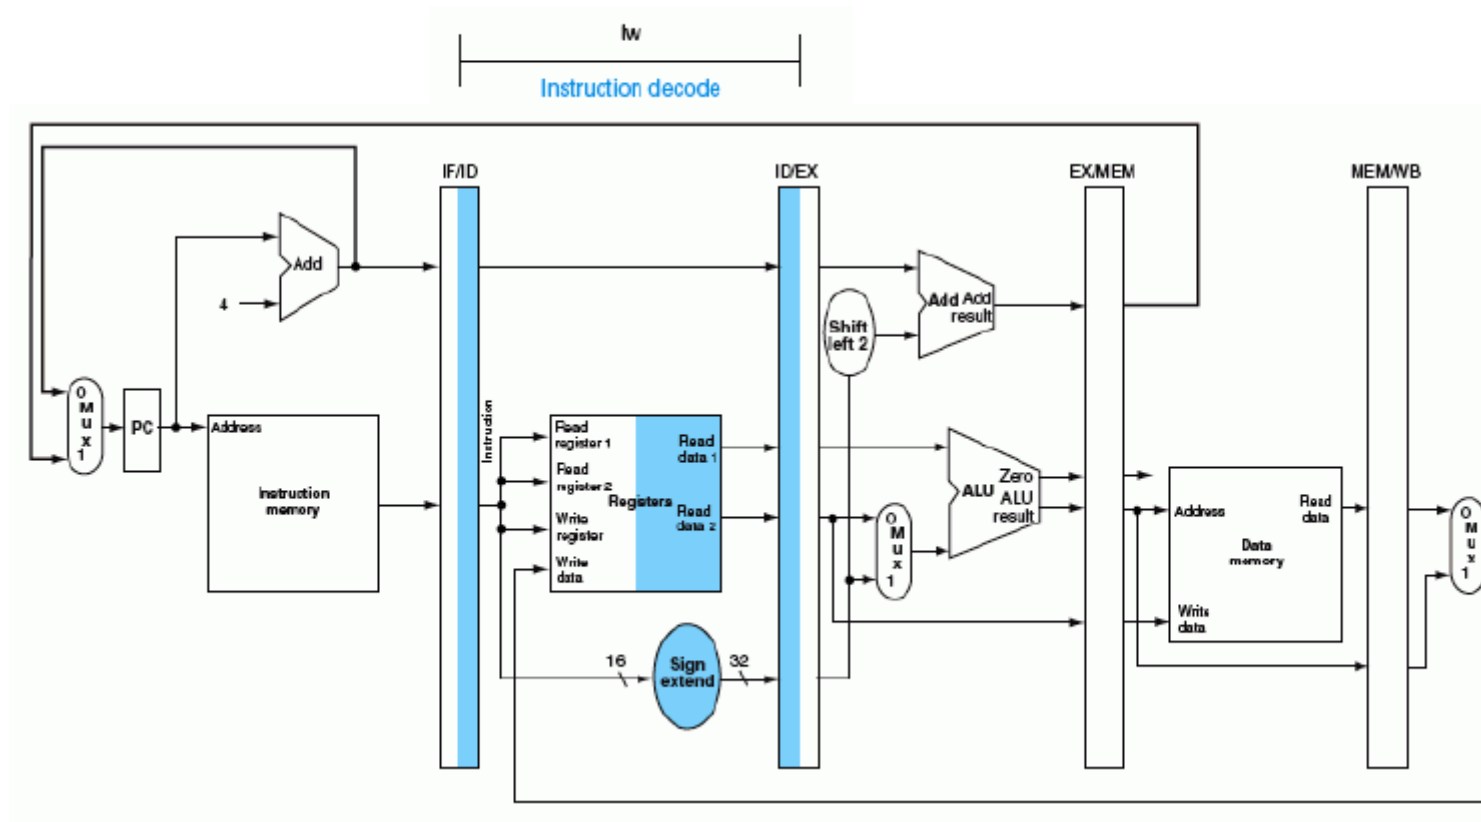 lw
Instruction decode
IF/ID
ID/EX
EX/MEM
MEM/WB
Add
4
Add Add
result
Shift
left 2
0
M
u
x
1
PC
Address
Instruction
memory
Instruction
Read
register 1
Read
register 2
Registers
Write
register
Write
data
Read
data 1
Read
data 2
0
M
u
x
1
Zero
ALU
ALU
result
Address
Read
data
Data
memory
Write
data
0
M
u
x
1
16
Sign
extend
32